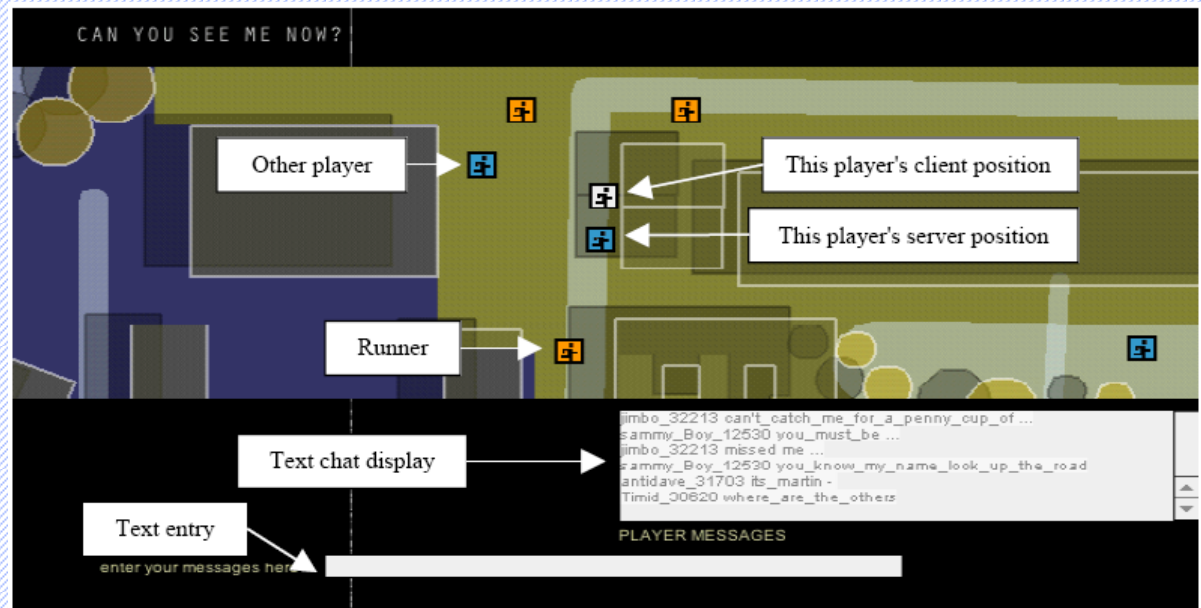 CAN YOU SEE ME NOW?
Other player
This player's client position
This player's server position
Runner
Text chat display
jimbo_32213 can't_catch_me_for_a_penny_cup_of ...
sammy_Boy_12530 you_must_be ...
jimbo_32213 missed me ...
sammy_Boy_12530 you_know_my_name_look_up_the_road
antidave_31703 its_martin -
Timid_30620 where_are_the_others
PLAYER MESSAGES
Text entry
enter your messages here